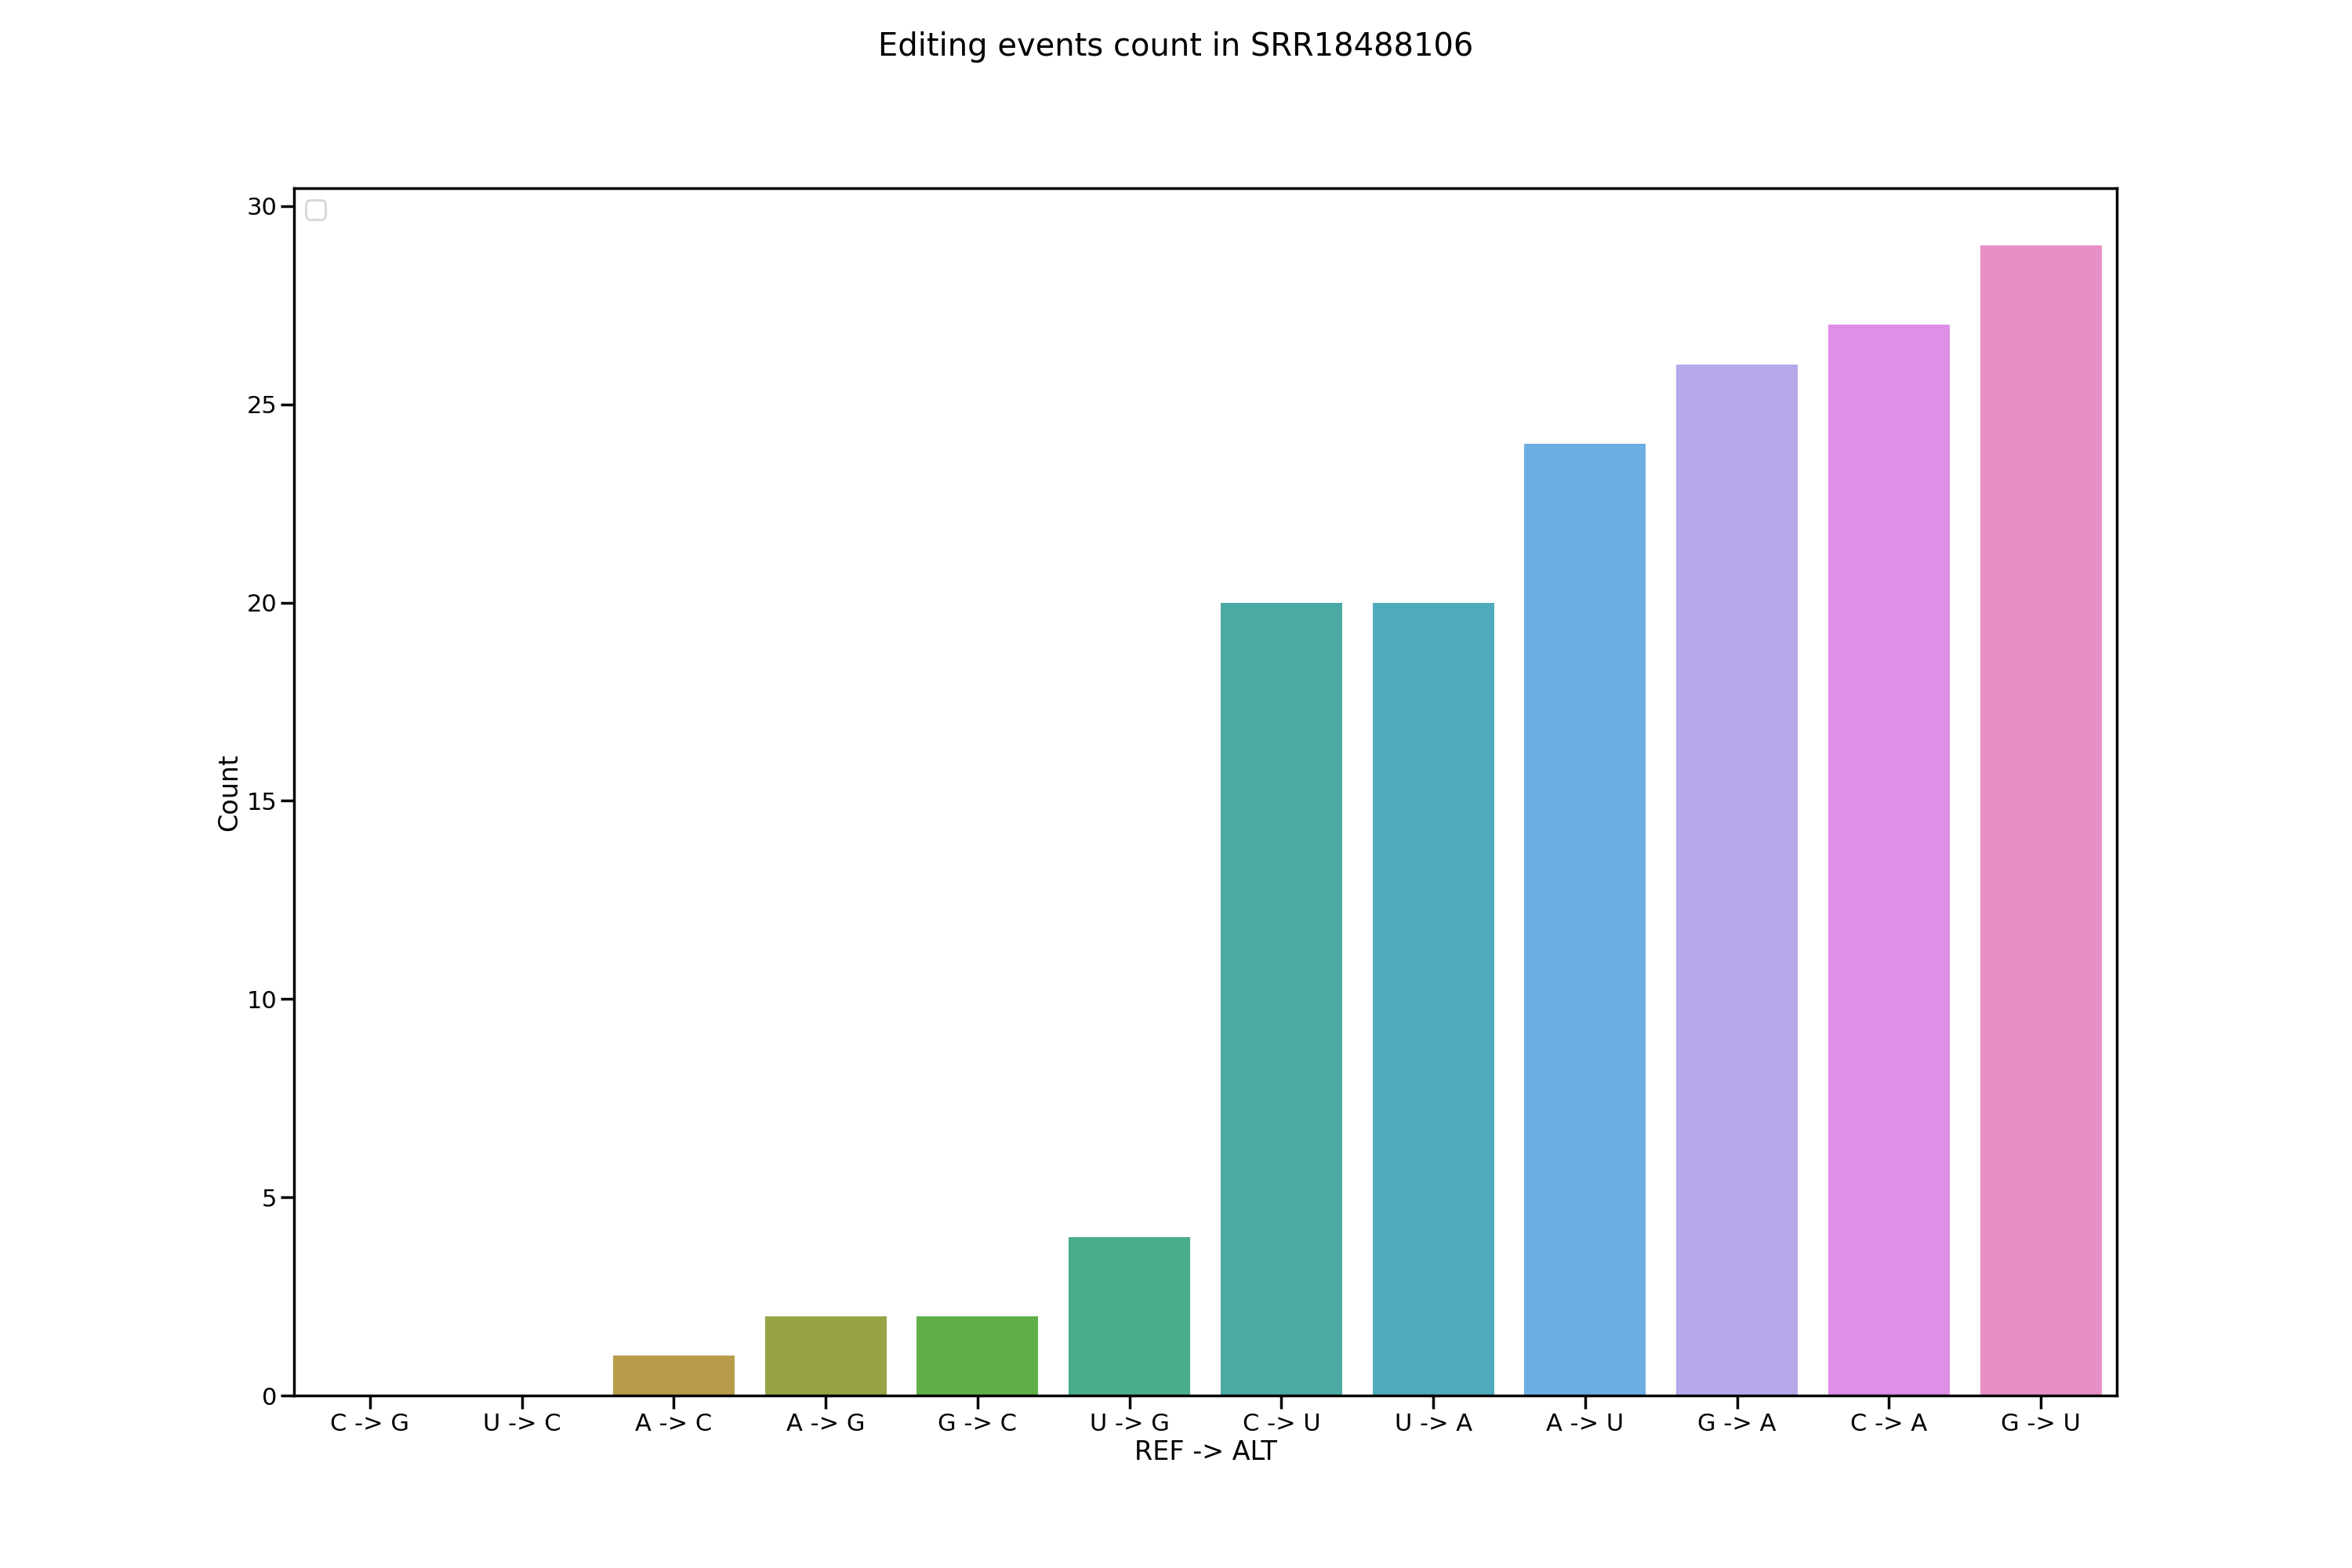 Editing events count in SRR18488106
30
25
20
15
10
5
0
Count
C -> G
U -> C
A -> C
A -> G
G -> C
U -> G
C -> U
U -> A
A -> U
G -> A
C -> A
G -> U
REF -> ALT